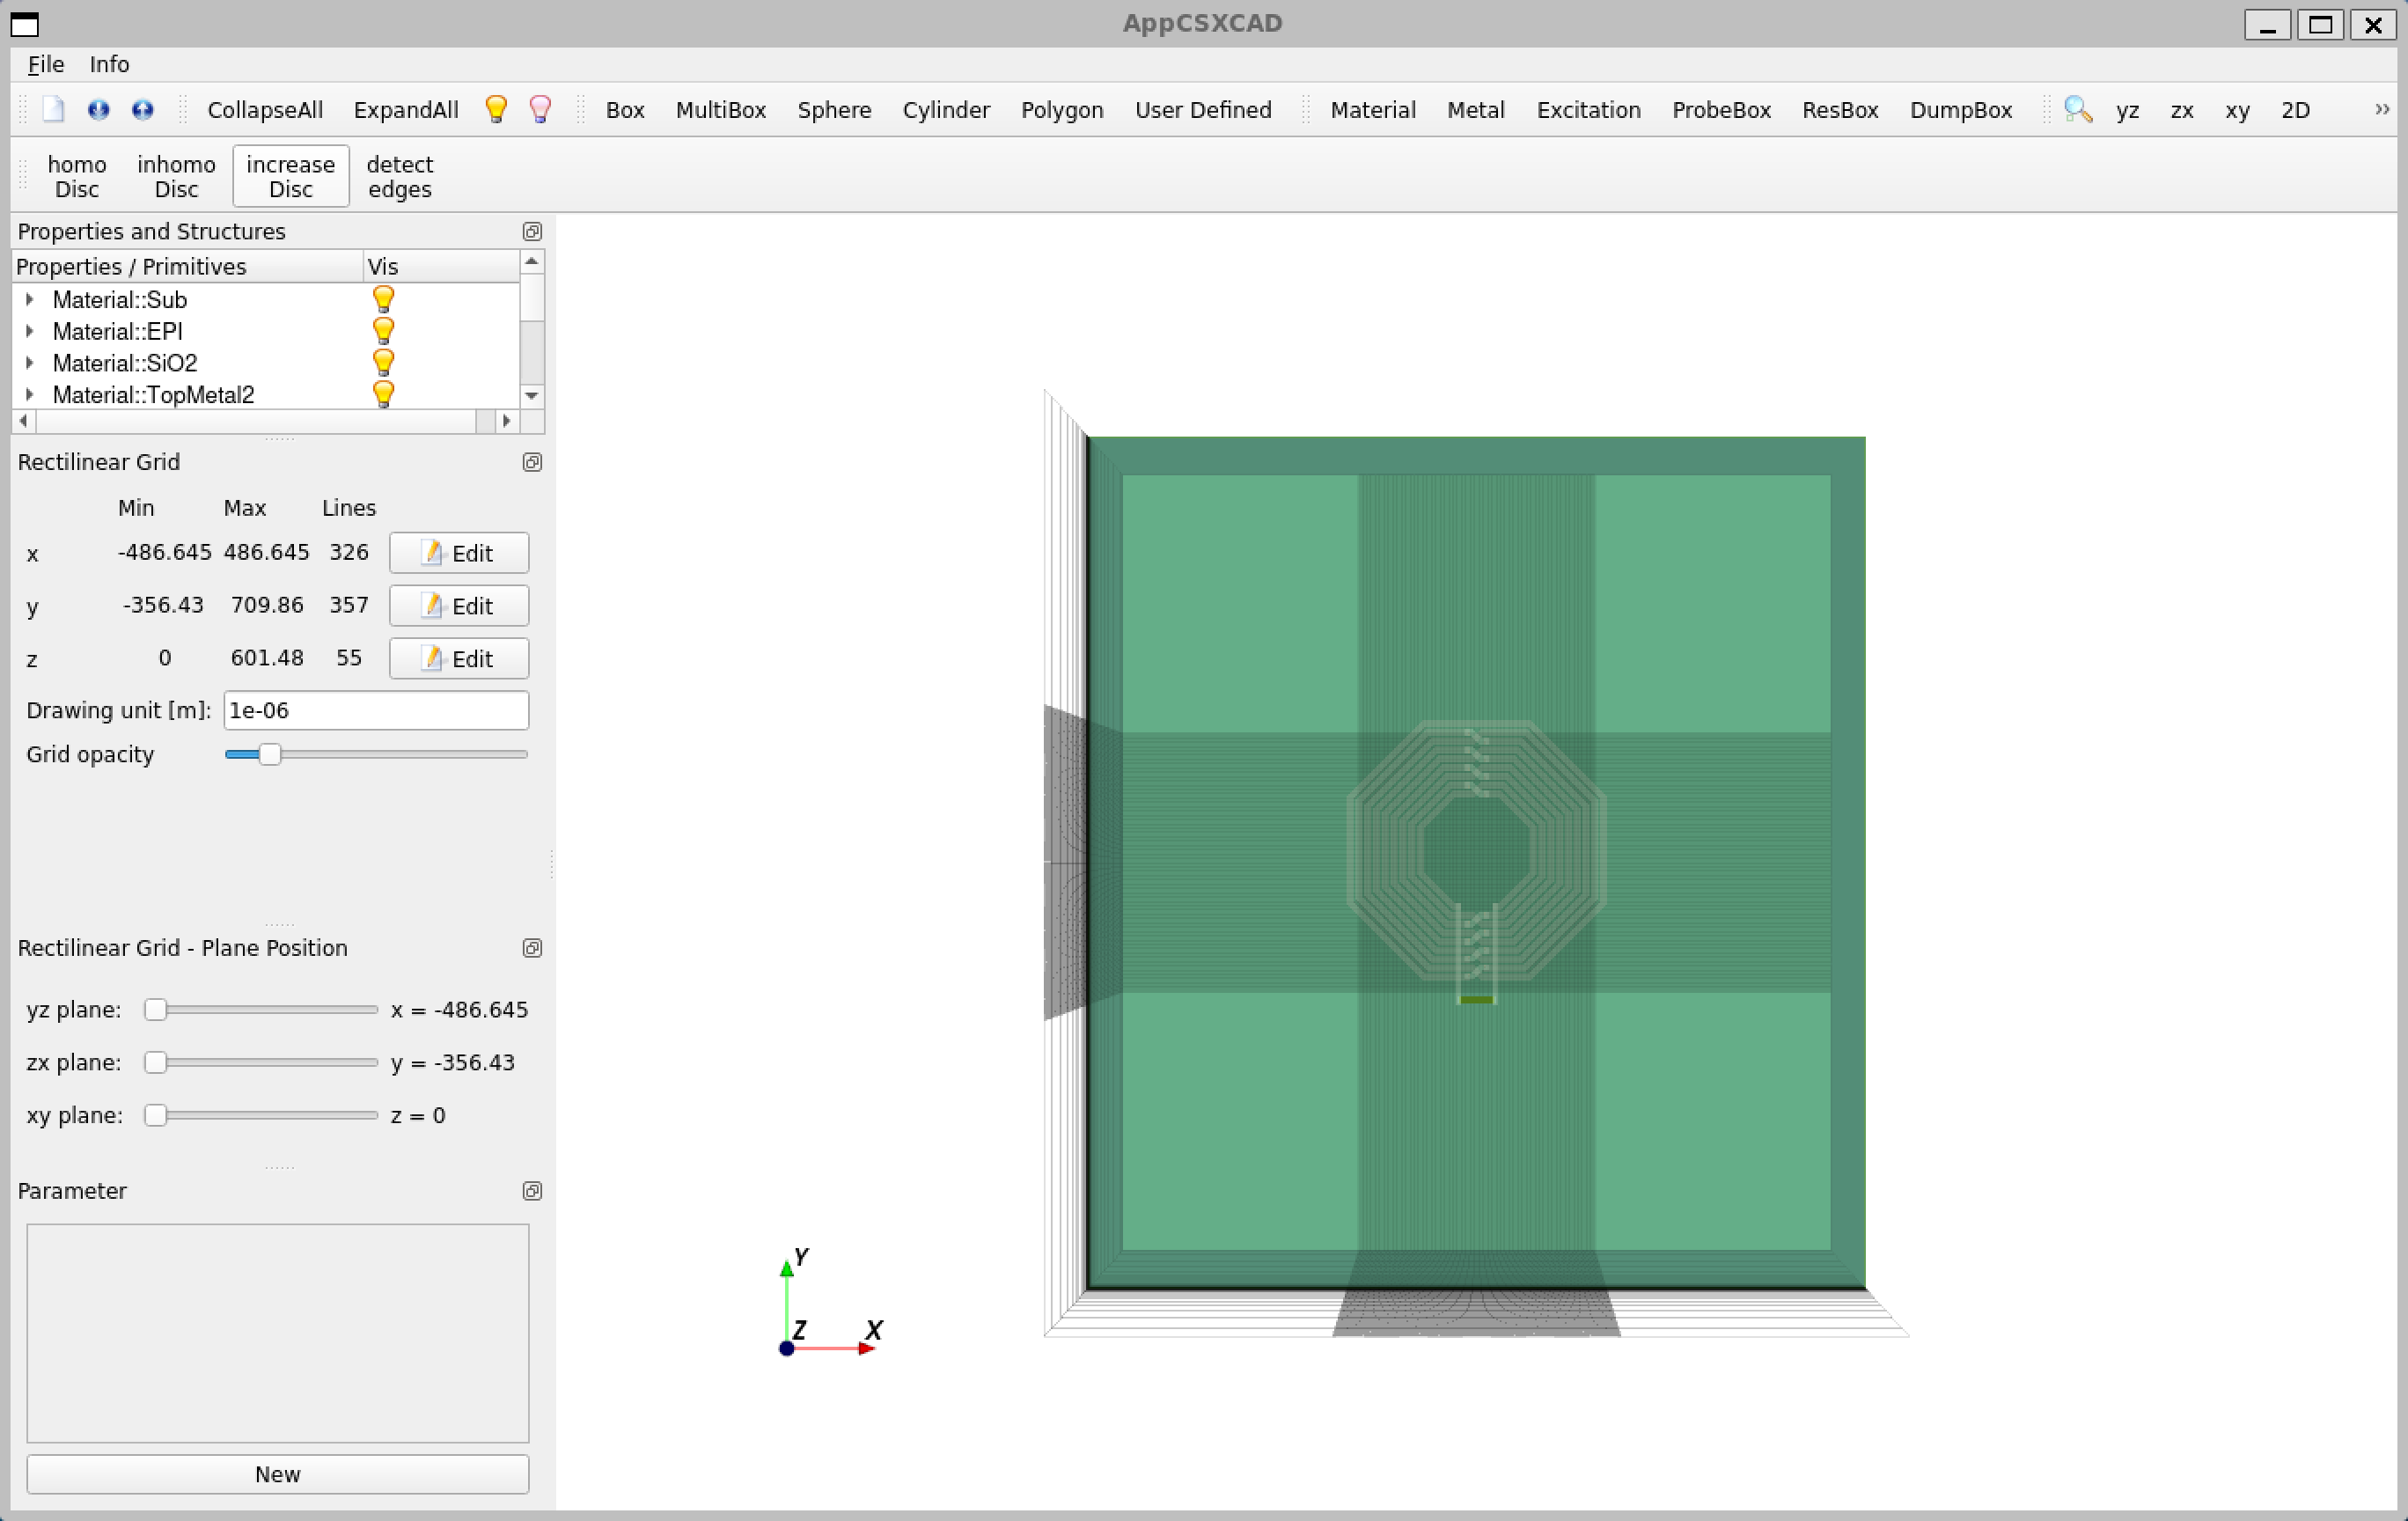 AppCSXCAD
File Info
CollapseAll ExpandAll Box MultiBox Sphere Cylinder Polygon User Defined Material Metal Excitation ProbeBox ResBox DumpBox yz zx xy 2D »
homo Disc inhomo Disc increase Disc detect edges
Properties and Structures
Properties / Primitives Vis
Material::Sub
Material::EPI
Material::SiO2
Material::TopMetal2
Rectilinear Grid
Min Max Lines
x -486.645 486.645 326 Edit
y -356.43 709.86 357 Edit
z 0 601.48 55 Edit
Drawing unit [m]: 1e-06
Grid opacity
Rectilinear Grid - Plane Position
yz plane: x = -486.645
zx plane: y = -356.43
xy plane: z = 0
Parameter
New
Y
Z X